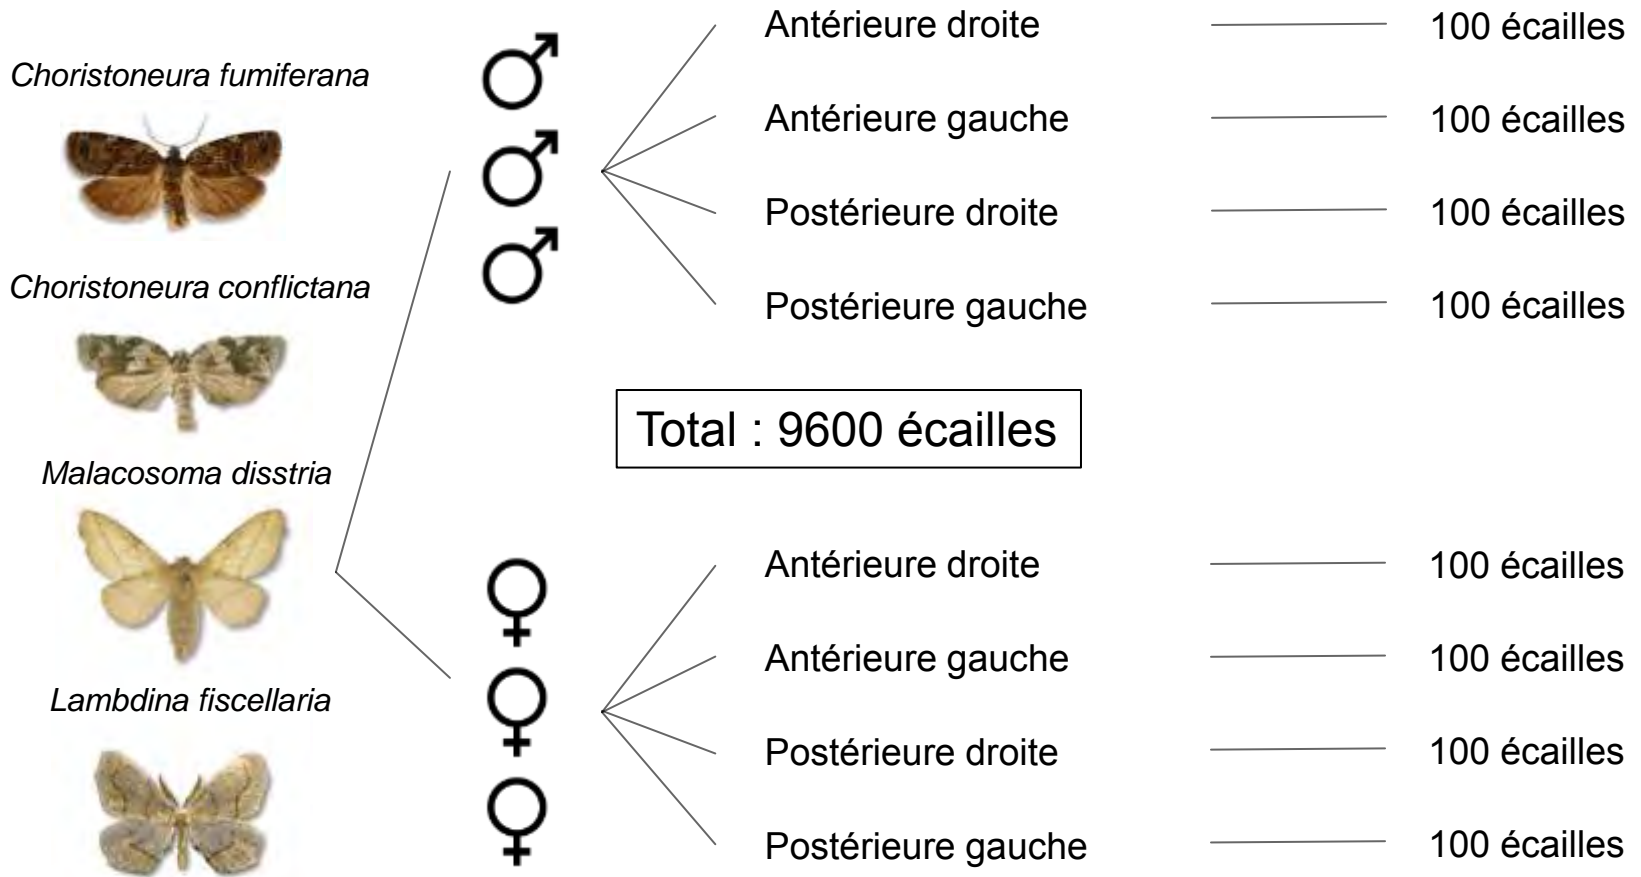 Choristoneura fumiferana
Choristoneura conflictana
Malacosoma disstria
Lambdina fiscellaria
Antérieure droite 100 écailles
Antérieure gauche 100 écailles
Postérieure droite 100 écailles
Postérieure gauche 100 écailles
Total : 9600 écailles
Antérieure droite 100 écailles
Antérieure gauche 100 écailles
Postérieure droite 100 écailles
Postérieure gauche 100 écailles